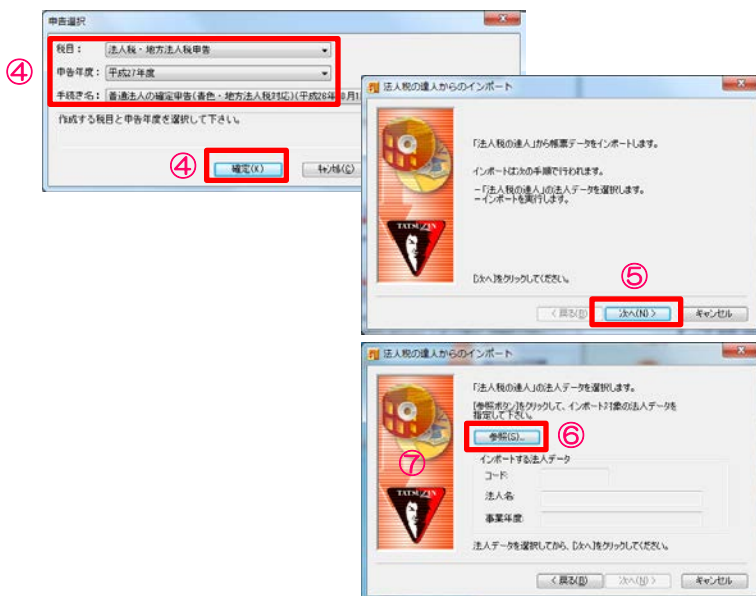 申告選択
④
税目： 法人税・地方法人税申告
申告年度： 平成27年度
手続き名： 普通法人の確定申告(青色・地方法人税対応)(平成28年
作成する税目と申告年度を選択して下さい。
④
確定(K) キャンセル(C)
法人税の達人からのインポート
「法人税の達人」から帳票データをインポートします。
インポートは次の手順で行われます。
－「法人税の達人」の法人データを選択します。
－インポートを実行します。
TATSUZIN
[次へ]をクリックしてください。
⑤
< 戻る(B) 次へ(N) > キャンセル
法人税の達人からのインポート
「法人税の達人」の法人データを選択します。
[参照ボタン]をクリックして、インポート対象の法人データを
指定して下さい。
参照(S)...
⑥
⑦
インポートする法人データ
コード:
法人名:
事業年度:
TATSUZIN
法人データを選択してから、[次へ]をクリックしてください。
< 戻る(B) 次へ(N) > キャンセル